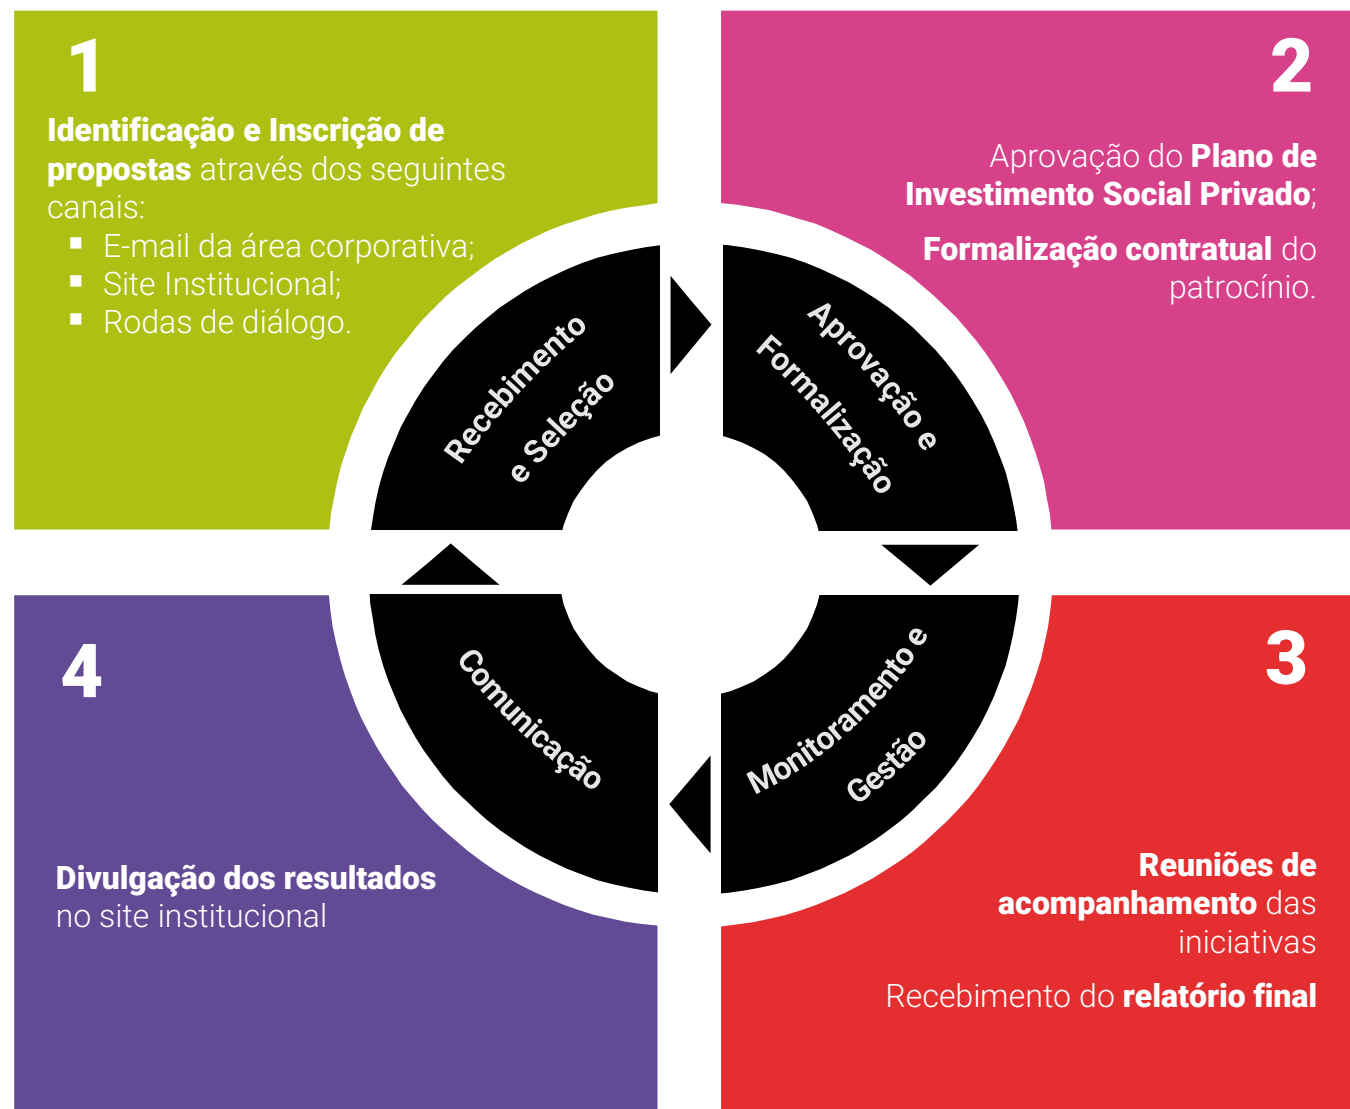 1
Identificação e Inscrição de
propostas através dos seguintes
canais:
▪ E-mail da área corporativa;
▪ Site Institucional;
▪ Rodas de diálogo.
2
Aprovação do Plano de
Investimento Social Privado;
Formalização contratual do
patrocínio.
Recebimento
e Seleção
Aprovação e
Formalização
Monitoramento e
Gestão
Comunicação
3
Reuniões de
acompanhamento das
iniciativas
Recebimento do relatório final
4
Divulgação dos resultados
no site institucional